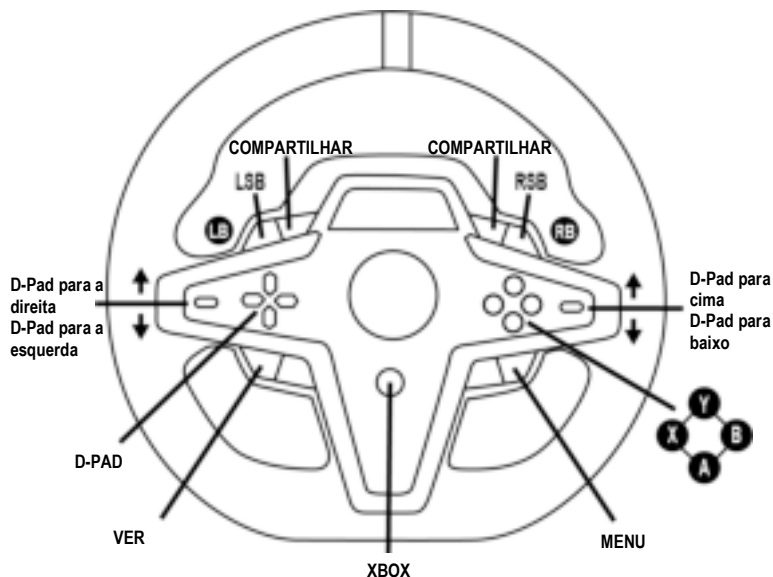 COMPARTILHAR
COMPARTILHAR
LSB
RSB
LB
RB
D-Pad para a
direita
D-Pad para a
esquerda
D-Pad para
cima
D-Pad para
baixo
Y
X
B
A
D-PAD
VER
MENU
XBOX